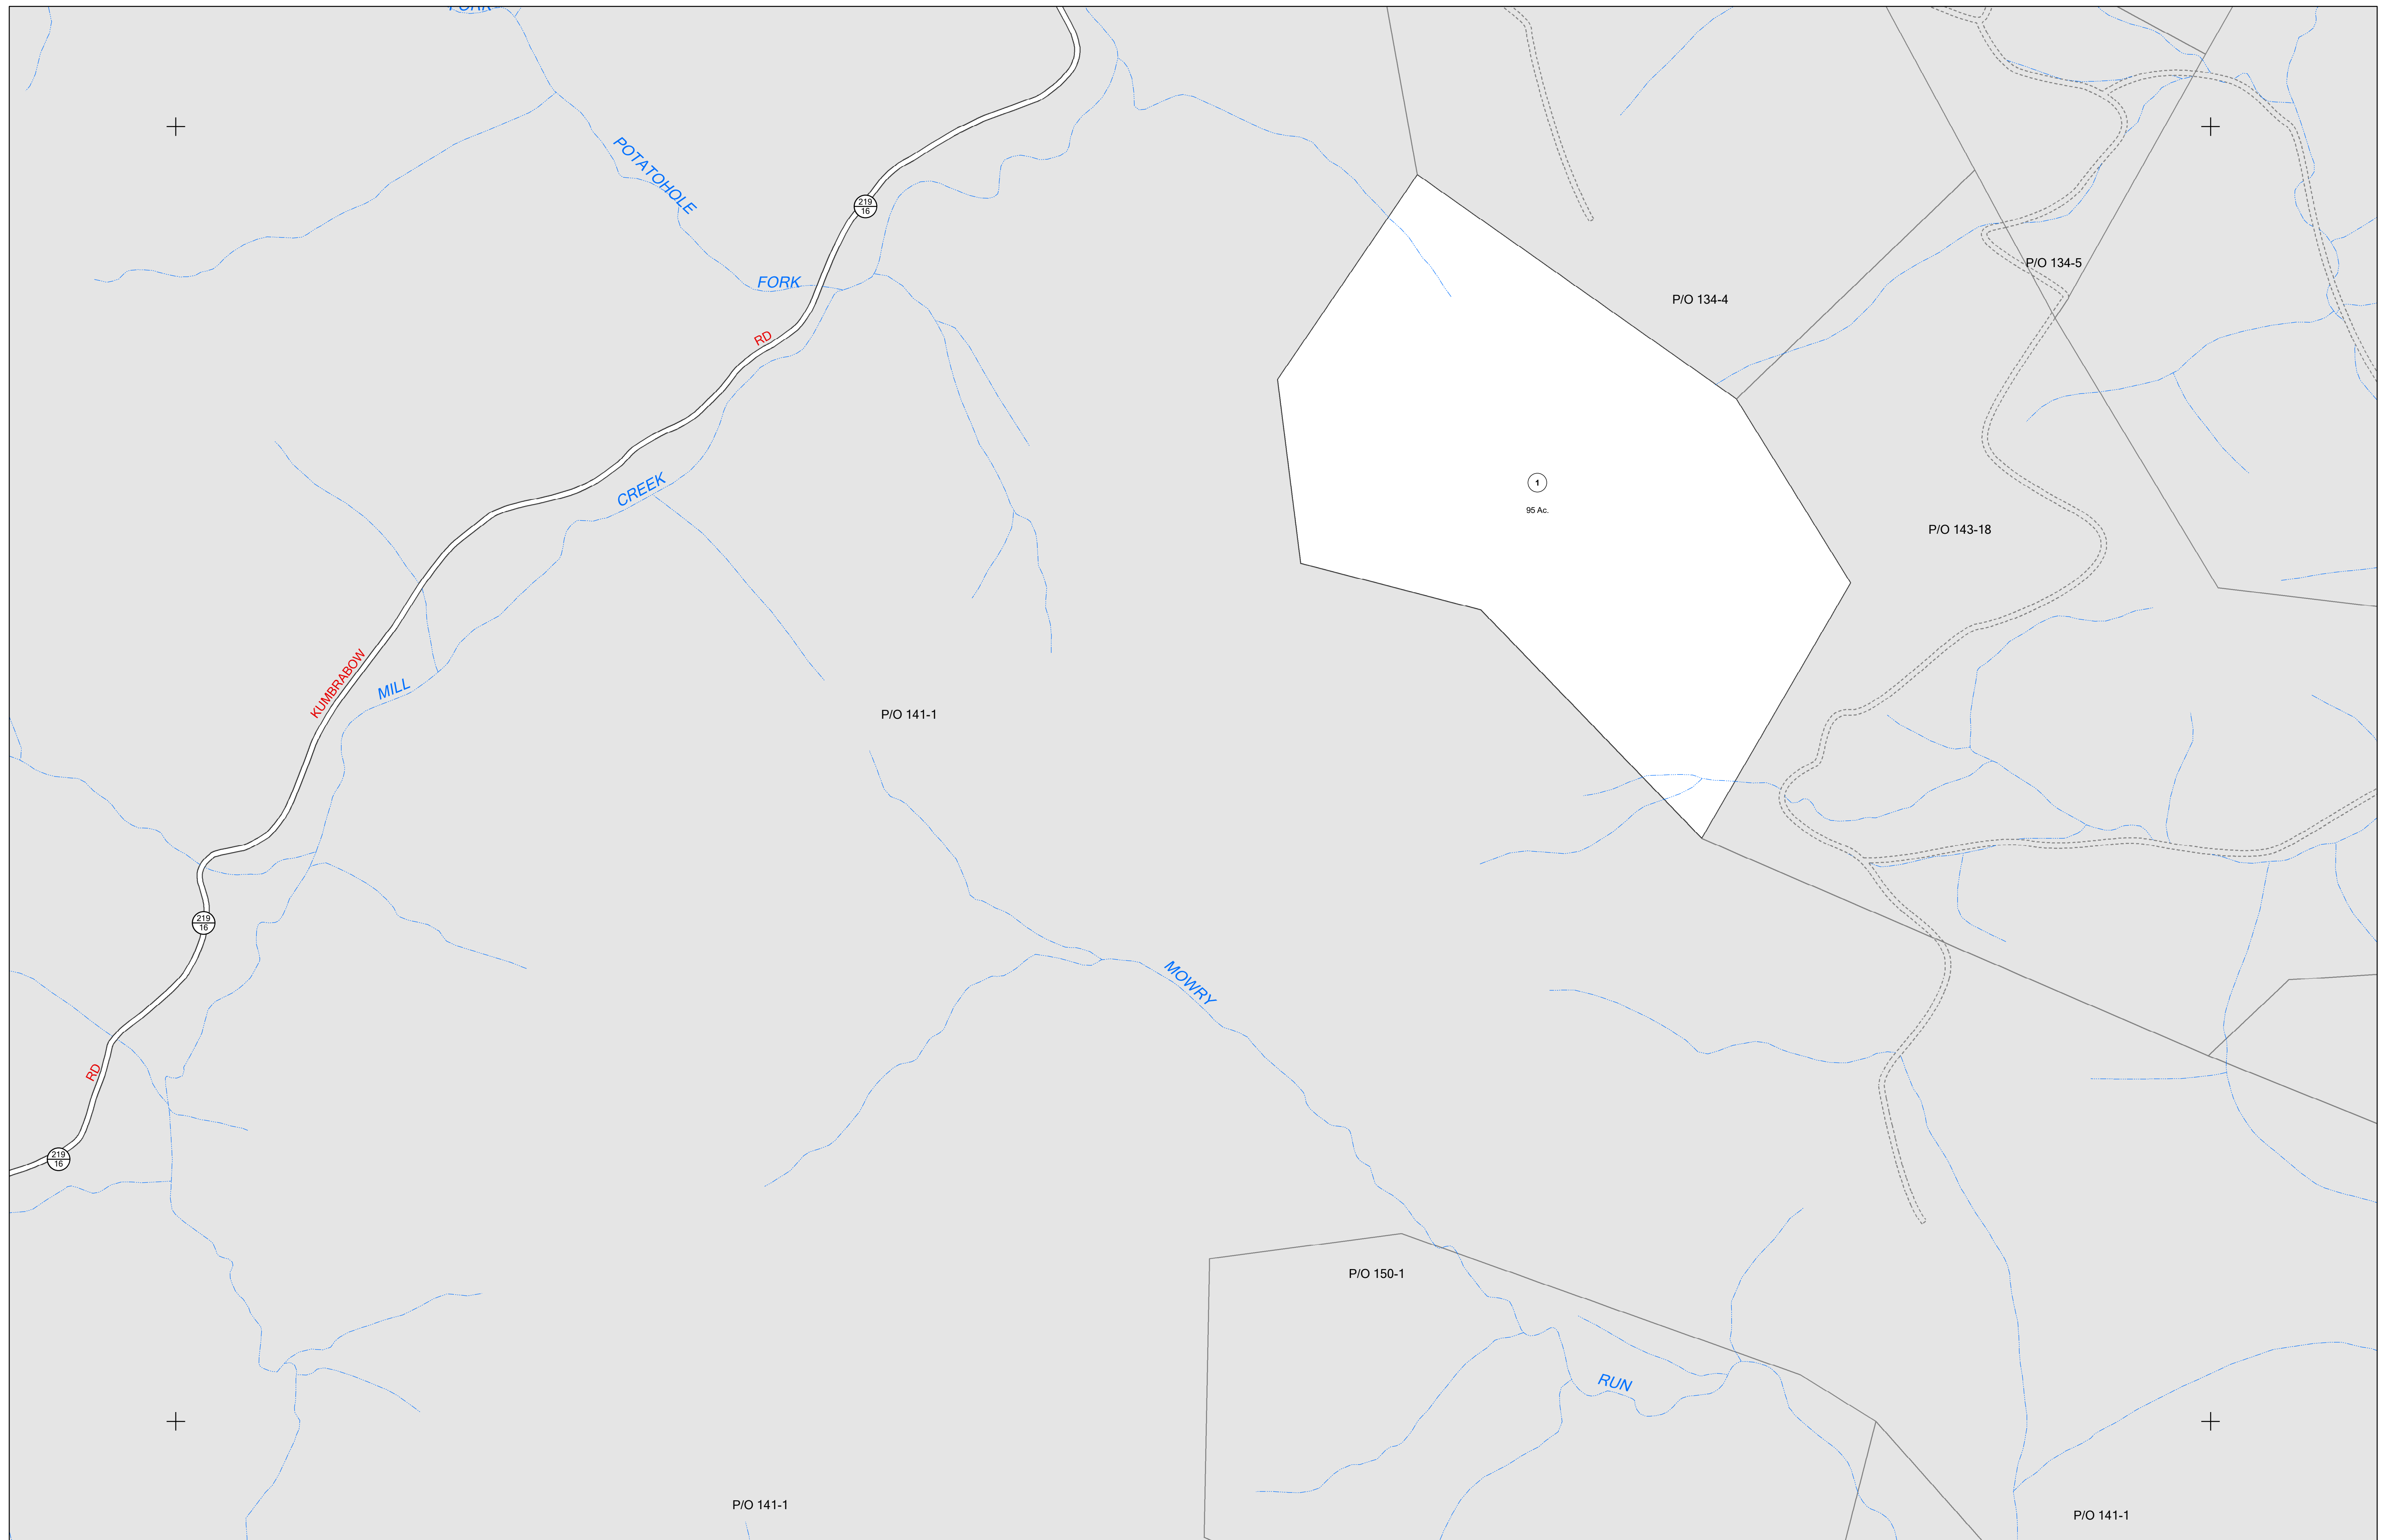 FORK
POTATOHOLE
219
16
P/O 134-5
FORK
P/O 134-4
RD
1
CREEK
95 Ac.
P/O 143-18
KUMBRABOW
MILL
P/O 141-1
219
16
MOWRY
RD
219
16
P/O 150-1
RUN
P/O 141-1
P/O 141-1